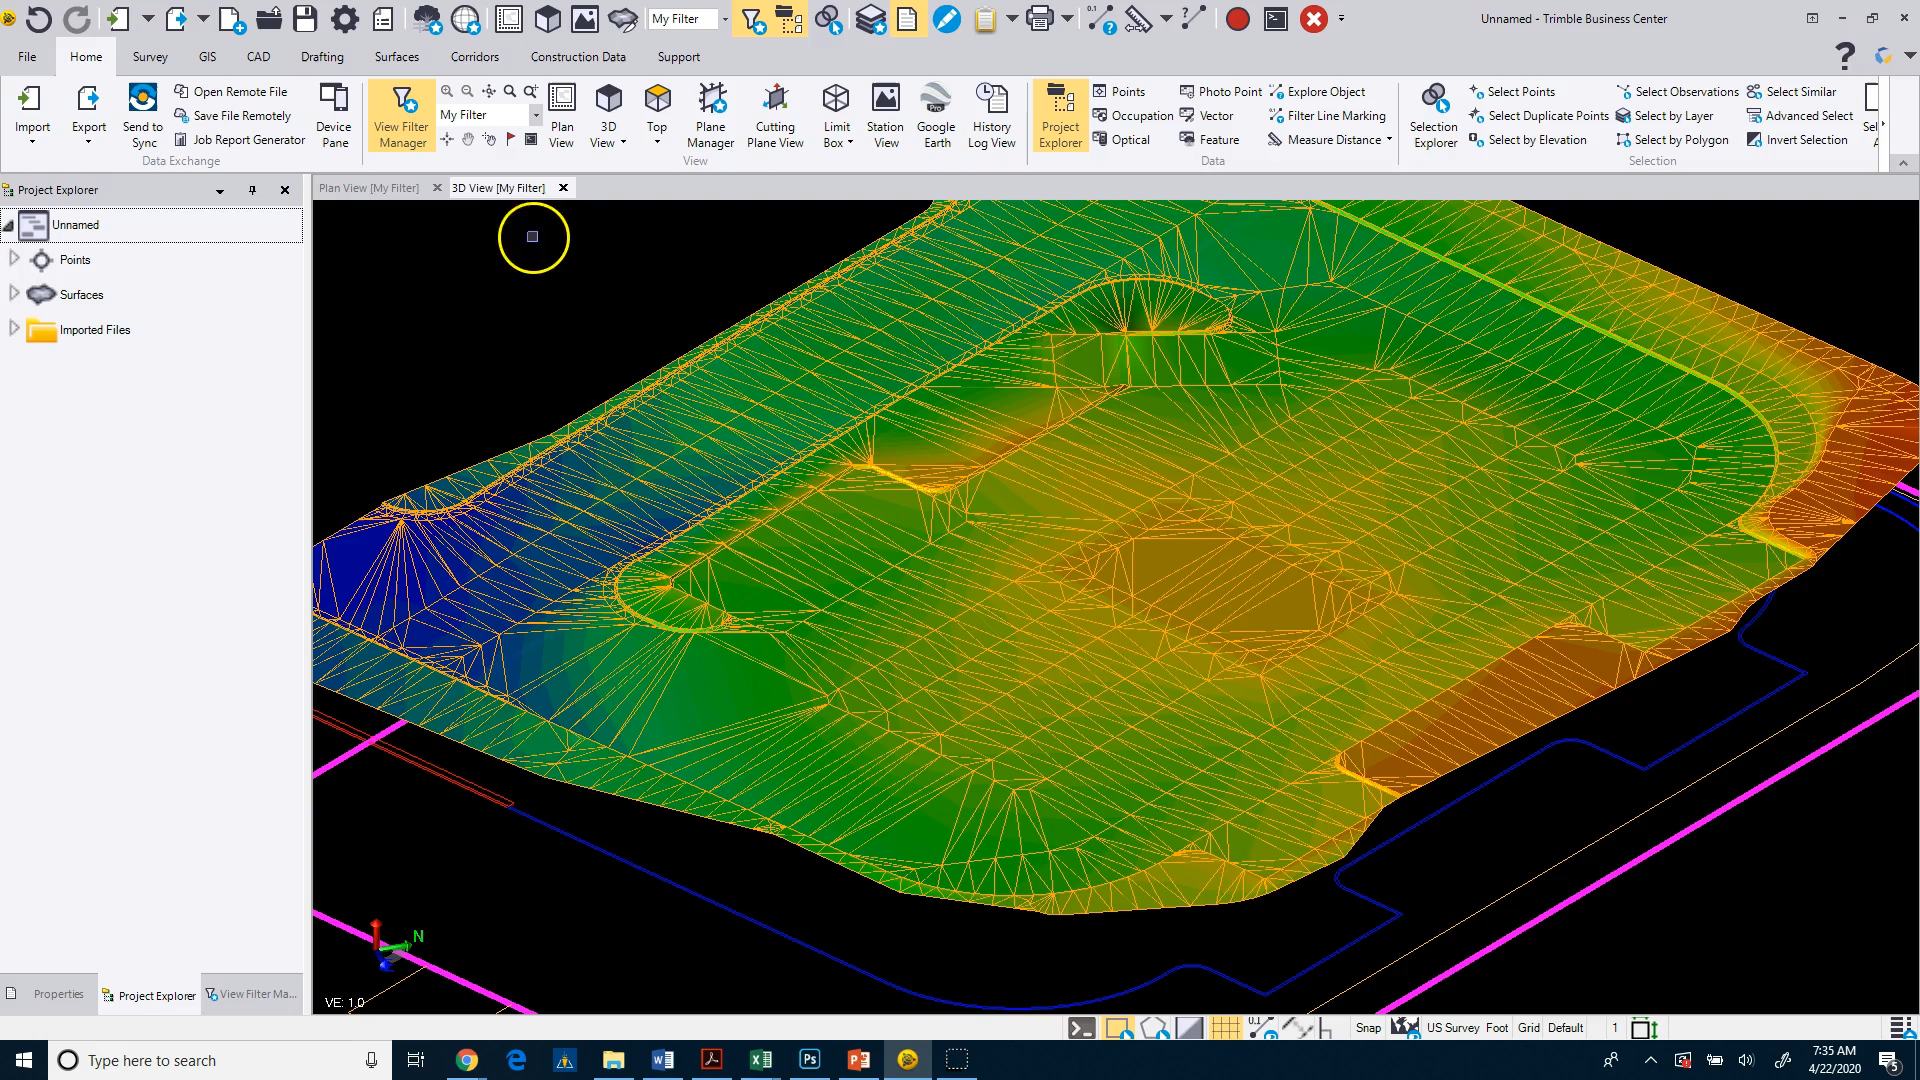 My Filter
Unnamed - Trimble Business Center
File Home Survey GIS CAD Drafting Surfaces Corridors Construction Data Support
Import
Export
Send to Sync
Open Remote File
Save File Remotely
Job Report Generator
Device Pane
Data Exchange
View Filter Manager
My Filter
Plan View
3D View
Top
Plane Manager
Cutting Plane View
Limit Box
Station View
Google Earth
History Log View
View
Project Explorer
Points
Occupation
Optical
Photo Point
Vector
Feature
Explore Object
Filter Line Marking
Measure Distance
Data
Selection Explorer
Select Points
Select Duplicate Points
Select by Elevation
Select Observations
Select by Layer
Select by Polygon
Select Similar
Advanced Select
Invert Selection
Selection
Project Explorer
Unnamed
Points
Surfaces
Imported Files
Plan View [My Filter]
3D View [My Filter]
N
VE: 1.0
Properties
Project Explorer
View Filter Ma...
Snap US Survey Foot Grid Default 1
Type here to search
7:35 AM
4/22/2020
5